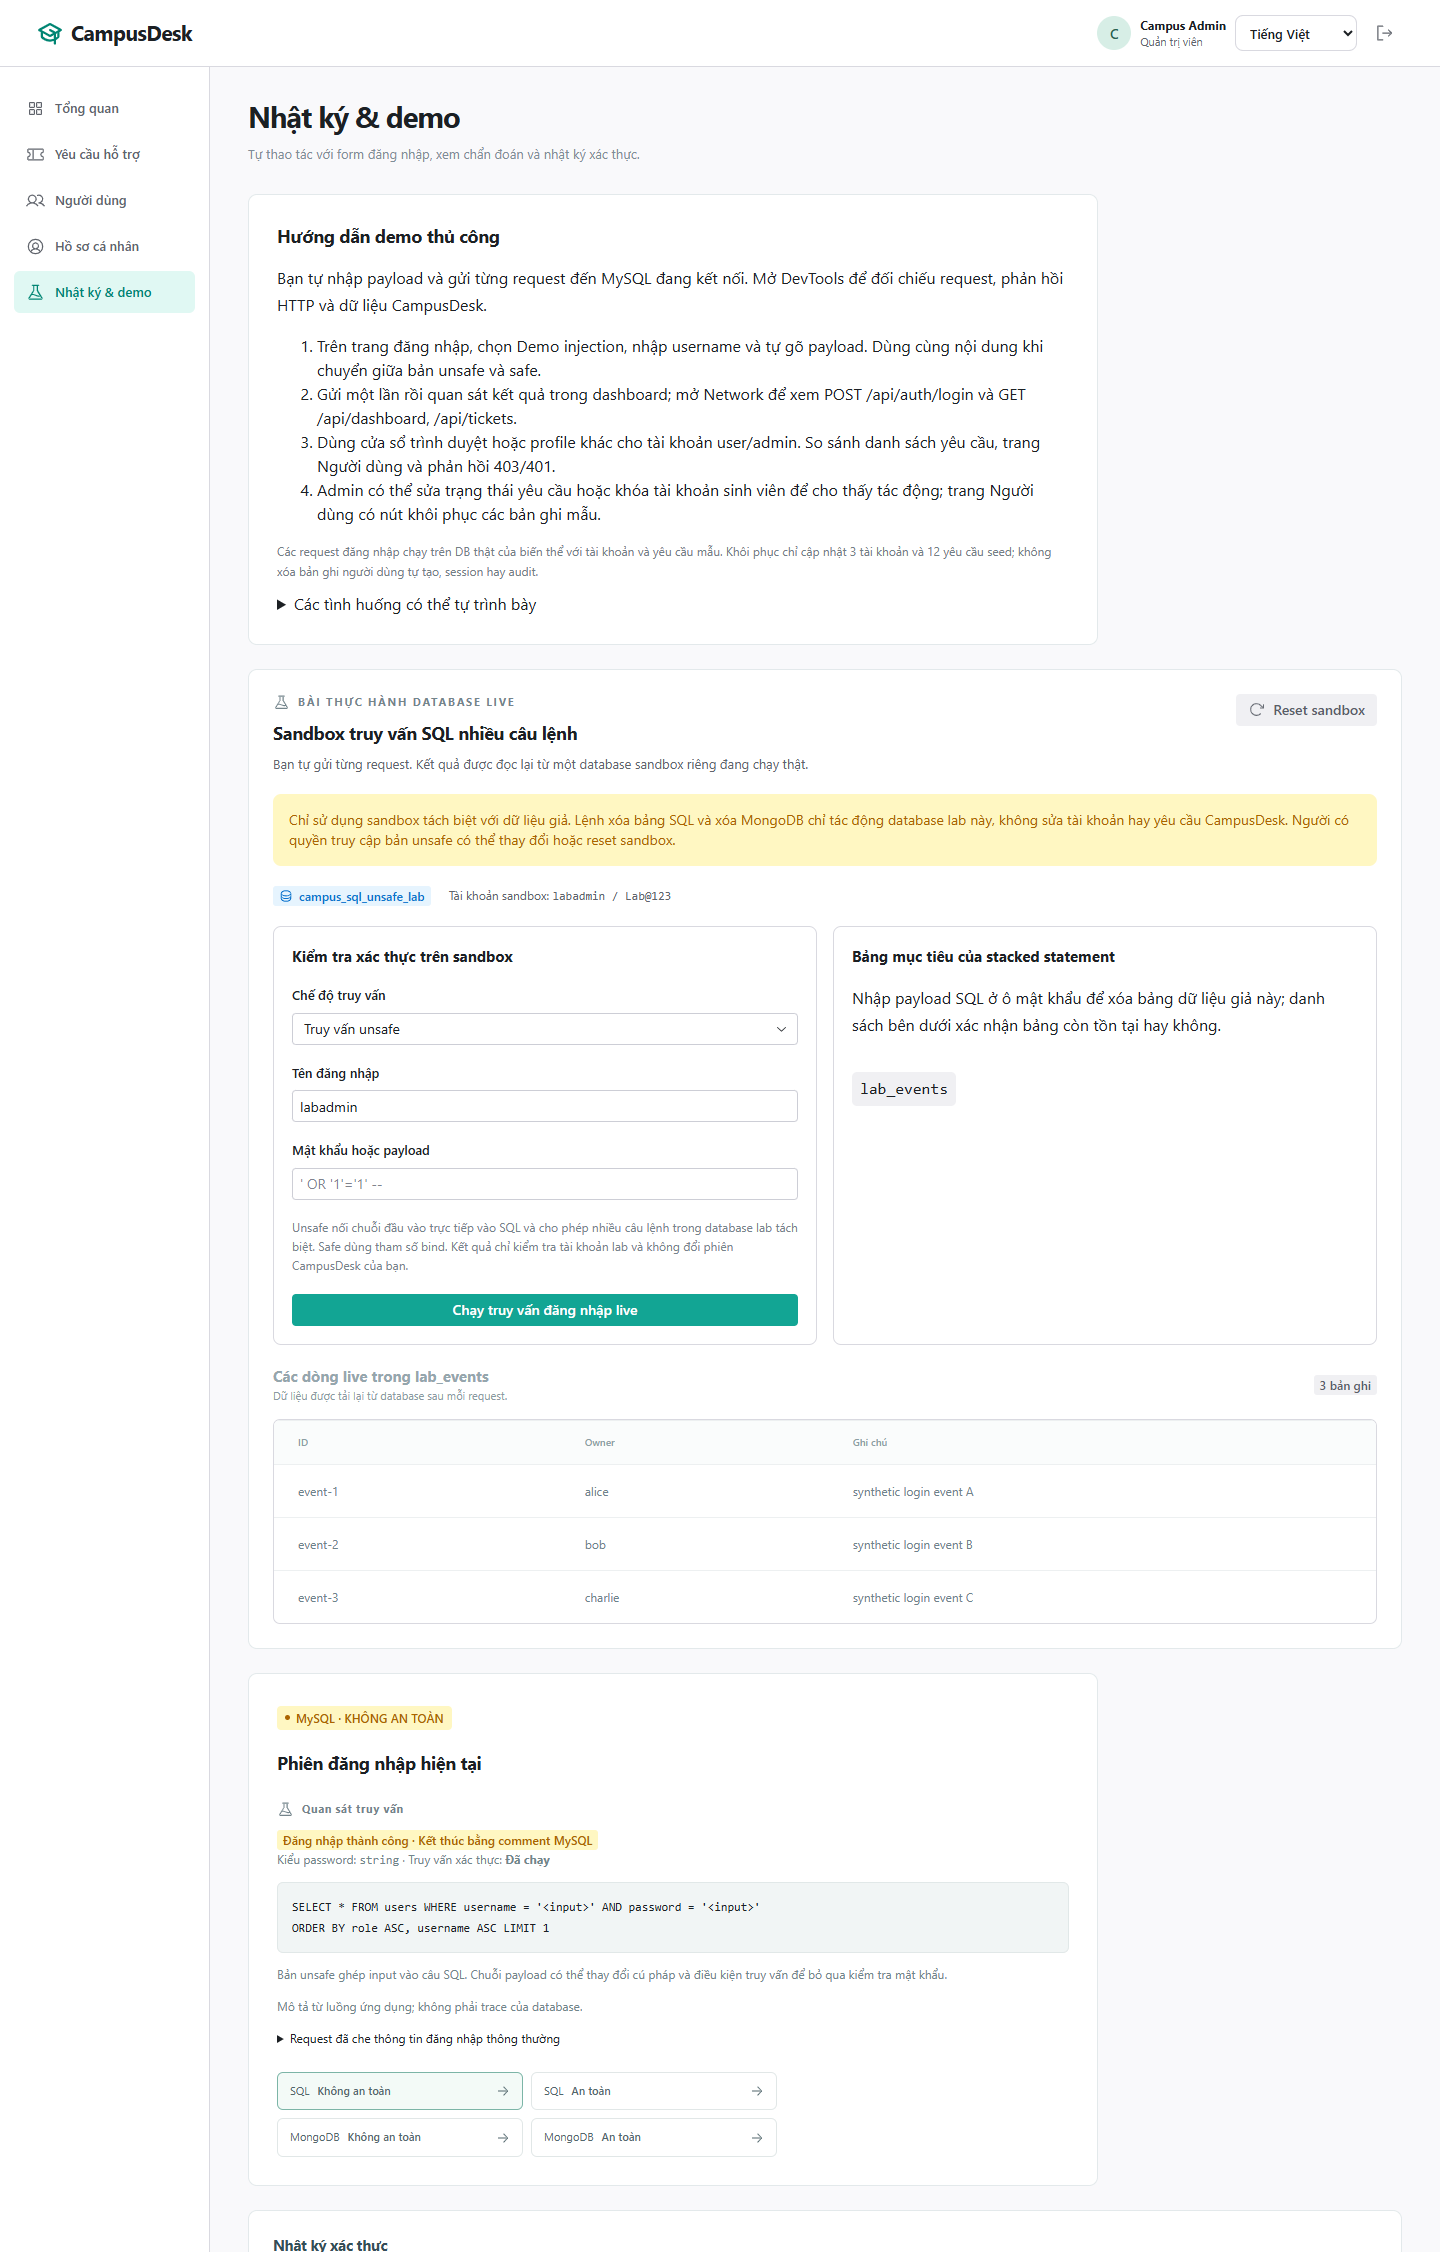 CampusDesk
C
Campus Admin
Quản trị viên
Tiếng Việt
Tổng quan
Yêu cầu hỗ trợ
Người dùng
Hồ sơ cá nhân
Nhật ký & demo
Nhật ký & demo
Tự thao tác với form đăng nhập, xem chẩn đoán và nhật ký xác thực.
Hướng dẫn demo thủ công
Bạn tự nhập payload và gửi từng request đến MySQL đang kết nối. Mở DevTools để đối chiếu request, phản hồi
HTTP và dữ liệu CampusDesk.
1. Trên trang đăng nhập, chọn Demo injection, nhập username và tự gõ payload. Dùng cùng nội dung khi
chuyển giữa bản unsafe và safe.
2. Gửi một lần rồi quan sát kết quả trong dashboard; mở Network để xem POST /api/auth/login và GET
/api/dashboard, /api/tickets.
3. Dùng cửa sổ trình duyệt hoặc profile khác cho tài khoản user/admin. So sánh danh sách yêu cầu, trang
Người dùng và phản hồi 403/401.
4. Admin có thể sửa trạng thái yêu cầu hoặc khóa tài khoản sinh viên để cho thấy tác động; trang Người
dùng có nút khôi phục các bản ghi mẫu.
Các request đăng nhập chạy trên DB thật của biến thể với tài khoản và yêu cầu mẫu. Khôi phục chỉ cập nhật 3 tài khoản và 12 yêu cầu seed; không
xóa bản ghi người dùng tự tạo, session hay audit.
Các tình huống có thể tự trình bày
BÀI THỰC HÀNH DATABASE LIVE
Reset sandbox
Sandbox truy vấn SQL nhiều câu lệnh
Bạn tự gửi từng request. Kết quả được đọc lại từ một database sandbox riêng đang chạy thật.
Chỉ sử dụng sandbox tách biệt với dữ liệu giả. Lệnh xóa bảng SQL và xóa MongoDB chỉ tác động database lab này, không sửa tài khoản hay yêu cầu CampusDesk. Người có
quyền truy cập bản unsafe có thể thay đổi hoặc reset sandbox.
campus_sql_unsafe_lab
Tài khoản sandbox: labadmin / Lab@123
Kiểm tra xác thực trên sandbox
Chế độ truy vấn
Truy vấn unsafe
Tên đăng nhập
labadmin
Mật khẩu hoặc payload
' OR '1'='1' --
Unsafe nối chuỗi đầu vào trực tiếp vào SQL và cho phép nhiều câu lệnh trong database lab tách
biệt. Safe dùng tham số bind. Kết quả chỉ kiểm tra tài khoản lab và không đổi phiên
CampusDesk của bạn.
Chạy truy vấn đăng nhập live
Bảng mục tiêu của stacked statement
Nhập payload SQL ở ô mật khẩu để xóa bảng dữ liệu giả này; danh
sách bên dưới xác nhận bảng còn tồn tại hay không.
lab_events
Các dòng live trong lab_events
Dữ liệu được tải lại từ database sau mỗi request.
3 bản ghi
ID Owner Ghi chú
event-1 alice synthetic login event A
event-2 bob synthetic login event B
event-3 charlie synthetic login event C
MySQL · KHÔNG AN TOÀN
Phiên đăng nhập hiện tại
Quan sát truy vấn
Đăng nhập thành công · Kết thúc bằng comment MySQL
Kiểu password: string · Truy vấn xác thực: Đã chạy
SELECT * FROM users WHERE username = '<input>' AND password = '<input>'
ORDER BY role ASC, username ASC LIMIT 1
Bản unsafe ghép input vào câu SQL. Chuỗi payload có thể thay đổi cú pháp và điều kiện truy vấn để bỏ qua kiểm tra mật khẩu.
Mô tả từ luồng ứng dụng; không phải trace của database.
Request đã che thông tin đăng nhập thông thường
SQL Không an toàn
SQL An toàn
MongoDB Không an toàn
MongoDB An toàn
Nhật ký xác thực